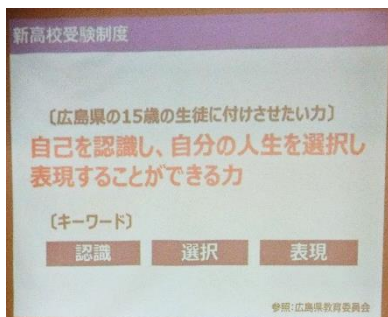 新高校受験制度
〔広島県の15歳の生徒に付けさせたい力〕
自己を認識し、自分の人生を選択し
表現することができる力
〔キーワード〕
認識 選択 表現
参照:広島県教育委員会